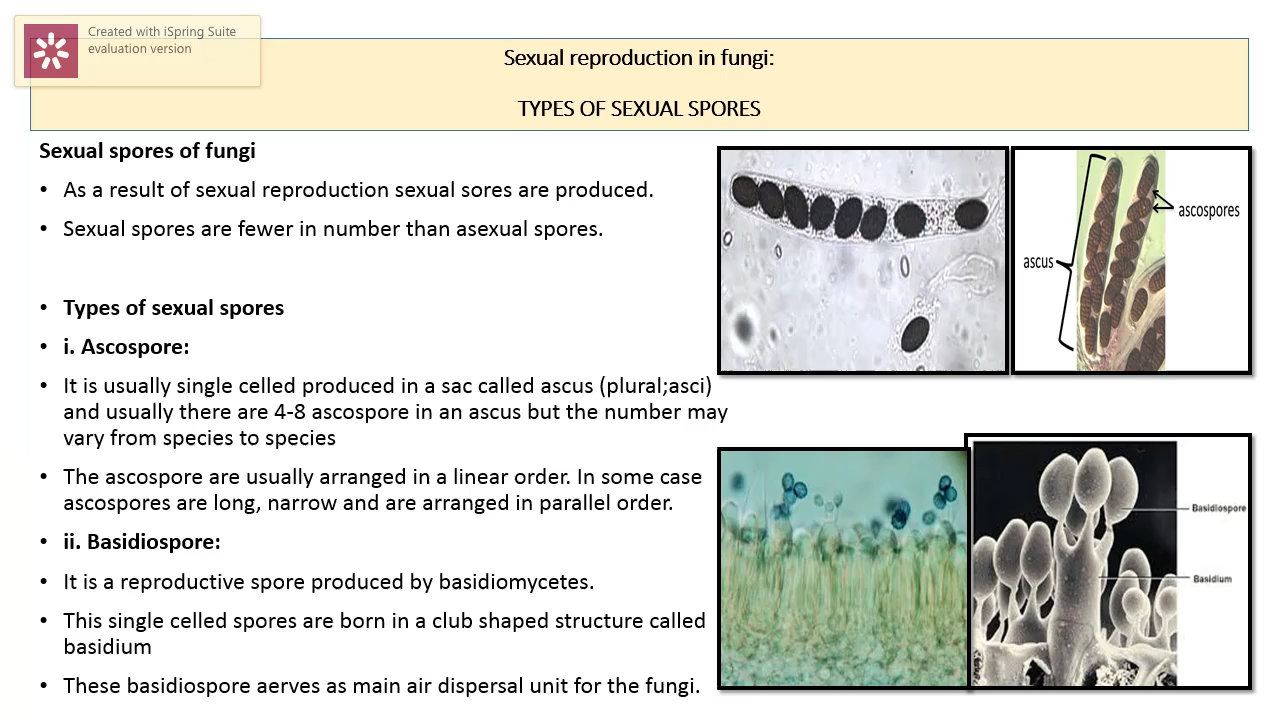 Created with iSpring Suite
evaluation version
Sexual reproduction in fungi:
TYPES OF SEXUAL SPORES
Sexual spores of fungi
• As a result of sexual reproduction sexual sores are produced.
• Sexual spores are fewer in number than asexual spores.
• Types of sexual spores
• i. Ascospore:
• It is usually single celled produced in a sac called ascus (plural;asci)
and usually there are 4-8 ascospore in an ascus but the number may
vary from species to species
• The ascospore are usually arranged in a linear order. In some case
ascospores are long, narrow and are arranged in parallel order.
• ii. Basidiospore:
• It is a reproductive spore produced by basidiomycetes.
• This single celled spores are born in a club shaped structure called
basidium
• These basidiospore aerves as main air dispersal unit for the fungi.
ascospores
ascus
Basidiospore
Basidium